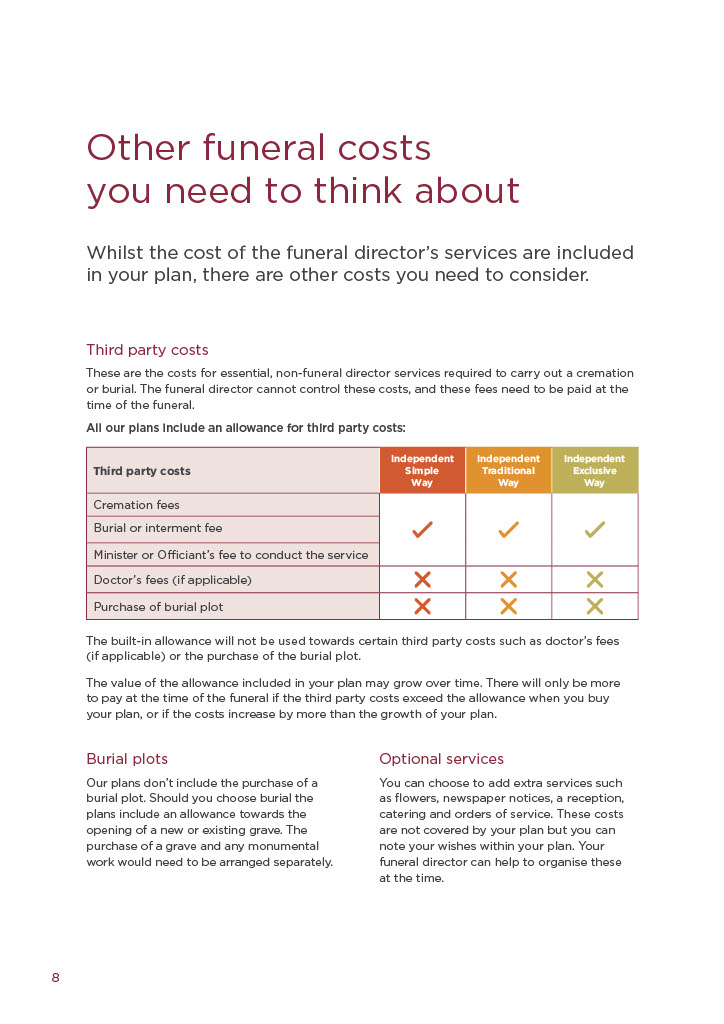 Other funeral costs
you need to think about
Whilst the cost of the funeral director’s services are included
in your plan, there are other costs you need to consider.
Third party costs
These are the costs for essential, non-funeral director services required to carry out a cremation
or burial. The funeral director cannot control these costs, and these fees need to be paid at the
time of the funeral.
All our plans include an allowance for third party costs:
Third party costs
Independent
Simple
Way
Independent
Traditional
Way
Independent
Exclusive
Way
Cremation fees
Burial or interment fee
Minister or Officiant’s fee to conduct the service
Doctor’s fees (if applicable)
Purchase of burial plot
The built-in allowance will not be used towards certain third party costs such as doctor’s fees
(if applicable) or the purchase of the burial plot.
The value of the allowance included in your plan may grow over time. There will only be more
to pay at the time of the funeral if the third party costs exceed the allowance when you buy
your plan, or if the costs increase by more than the growth of your plan.
Burial plots
Our plans don’t include the purchase of a
burial plot. Should you choose burial the
plans include an allowance towards the
opening of a new or existing grave. The
purchase of a grave and any monumental
work would need to be arranged separately.
Optional services
You can choose to add extra services such
as flowers, newspaper notices, a reception,
catering and orders of service. These costs
are not covered by your plan but you can
note your wishes within your plan. Your
funeral director can help to organise these
at the time.
8